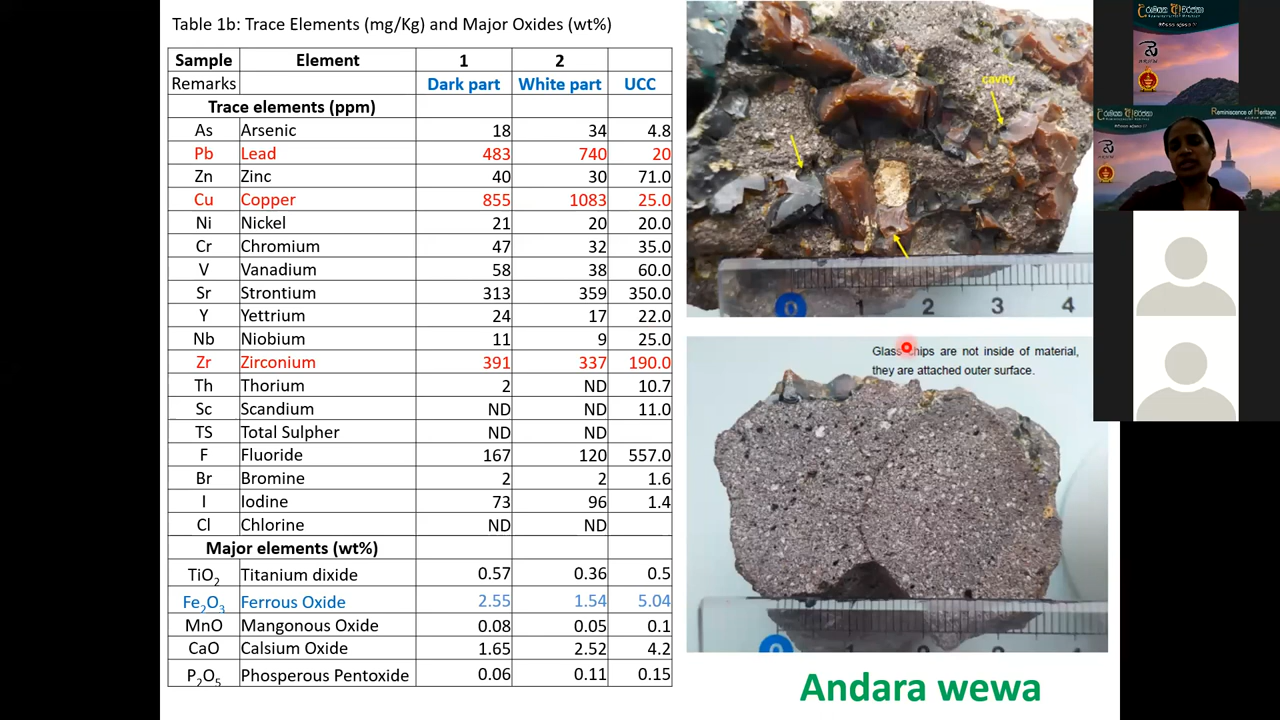 Table 1b: Trace Elements (mg/Kg) and Major Oxides (wt%)
Sample Element 1 2
Remarks Dark part White part UCC
Trace elements (ppm)
As Arsenic 18 34 4.8
Pb Lead 483 740 20
Zn Zinc 40 30 71.0
Cu Copper 855 1083 25.0
Ni Nickel 21 20 20.0
Cr Chromium 47 32 35.0
V Vanadium 58 38 60.0
Sr Strontium 313 359 350.0
Y Yettrium 24 17 22.0
Nb Niobium 11 9 25.0
Zr Zirconium 391 337 190.0
Th Thorium 2 ND 10.7
Sc Scandium ND ND 11.0
TS Total Sulpher ND ND
F Fluoride 167 120 557.0
Br Bromine 2 2 1.6
I Iodine 73 96 1.4
Cl Chlorine ND ND
Major elements (wt%)
TiO2 Titanium dixide 0.57 0.36 0.5
Fe2O3 Ferrous Oxide 2.55 1.54 5.04
MnO Mangonous Oxide 0.08 0.05 0.1
CaO Calsium Oxide 1.65 2.52 4.2
P2O5 Phosperous Pentoxide 0.06 0.11 0.15
cavity
0 1 2 3 4
Glass chips are not inside of material,
they are attached outer surface.
0
Andara wewa
Reminiscence of Heritage